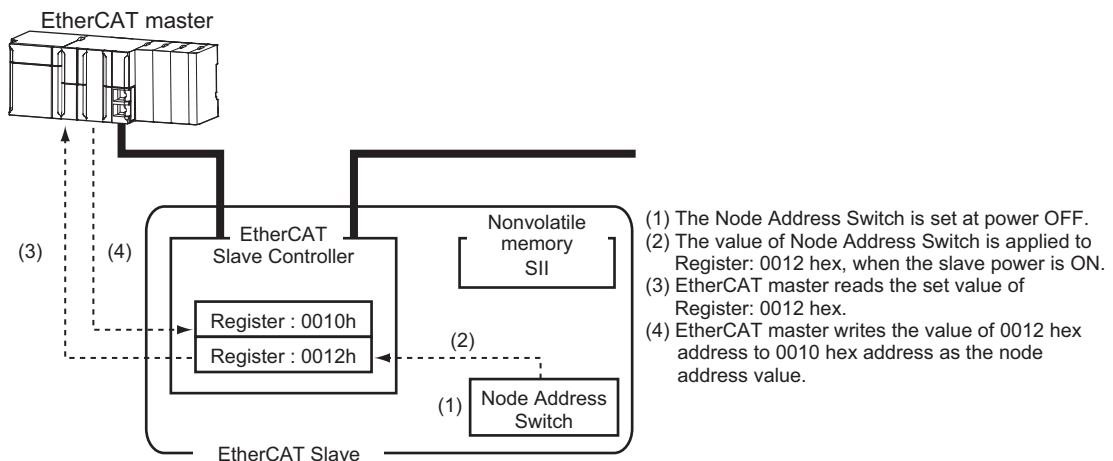 EtherCAT master
(3)
(4)
EtherCAT
Slave Controller
Register : 0010h
Register : 0012h
(2)
Nonvolatile
memory
SII
(1)
Node Address
Switch
EtherCAT Slave
(1) The Node Address Switch is set at power OFF.
(2) The value of Node Address Switch is applied to
Register: 0012 hex, when the slave power is ON.
(3) EtherCAT master reads the set value of
Register: 0012 hex.
(4) EtherCAT master writes the value of 0012 hex
address to 0010 hex address as the node
address value.